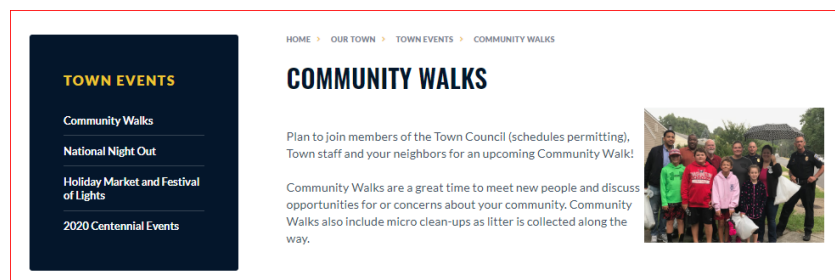 HOME > OUR TOWN > TOWN EVENTS > COMMUNITY WALKS
TOWN EVENTS
Community Walks
National Night Out
Holiday Market and Festival
of Lights
2020 Centennial Events
COMMUNITY WALKS
Plan to join members of the Town Council (schedules permitting),
Town staff and your neighbors for an upcoming Community Walk!
Community Walks are a great time to meet new people and discuss
opportunities for or concerns about your community. Community
Walks also include micro clean-ups as litter is collected along the
way.